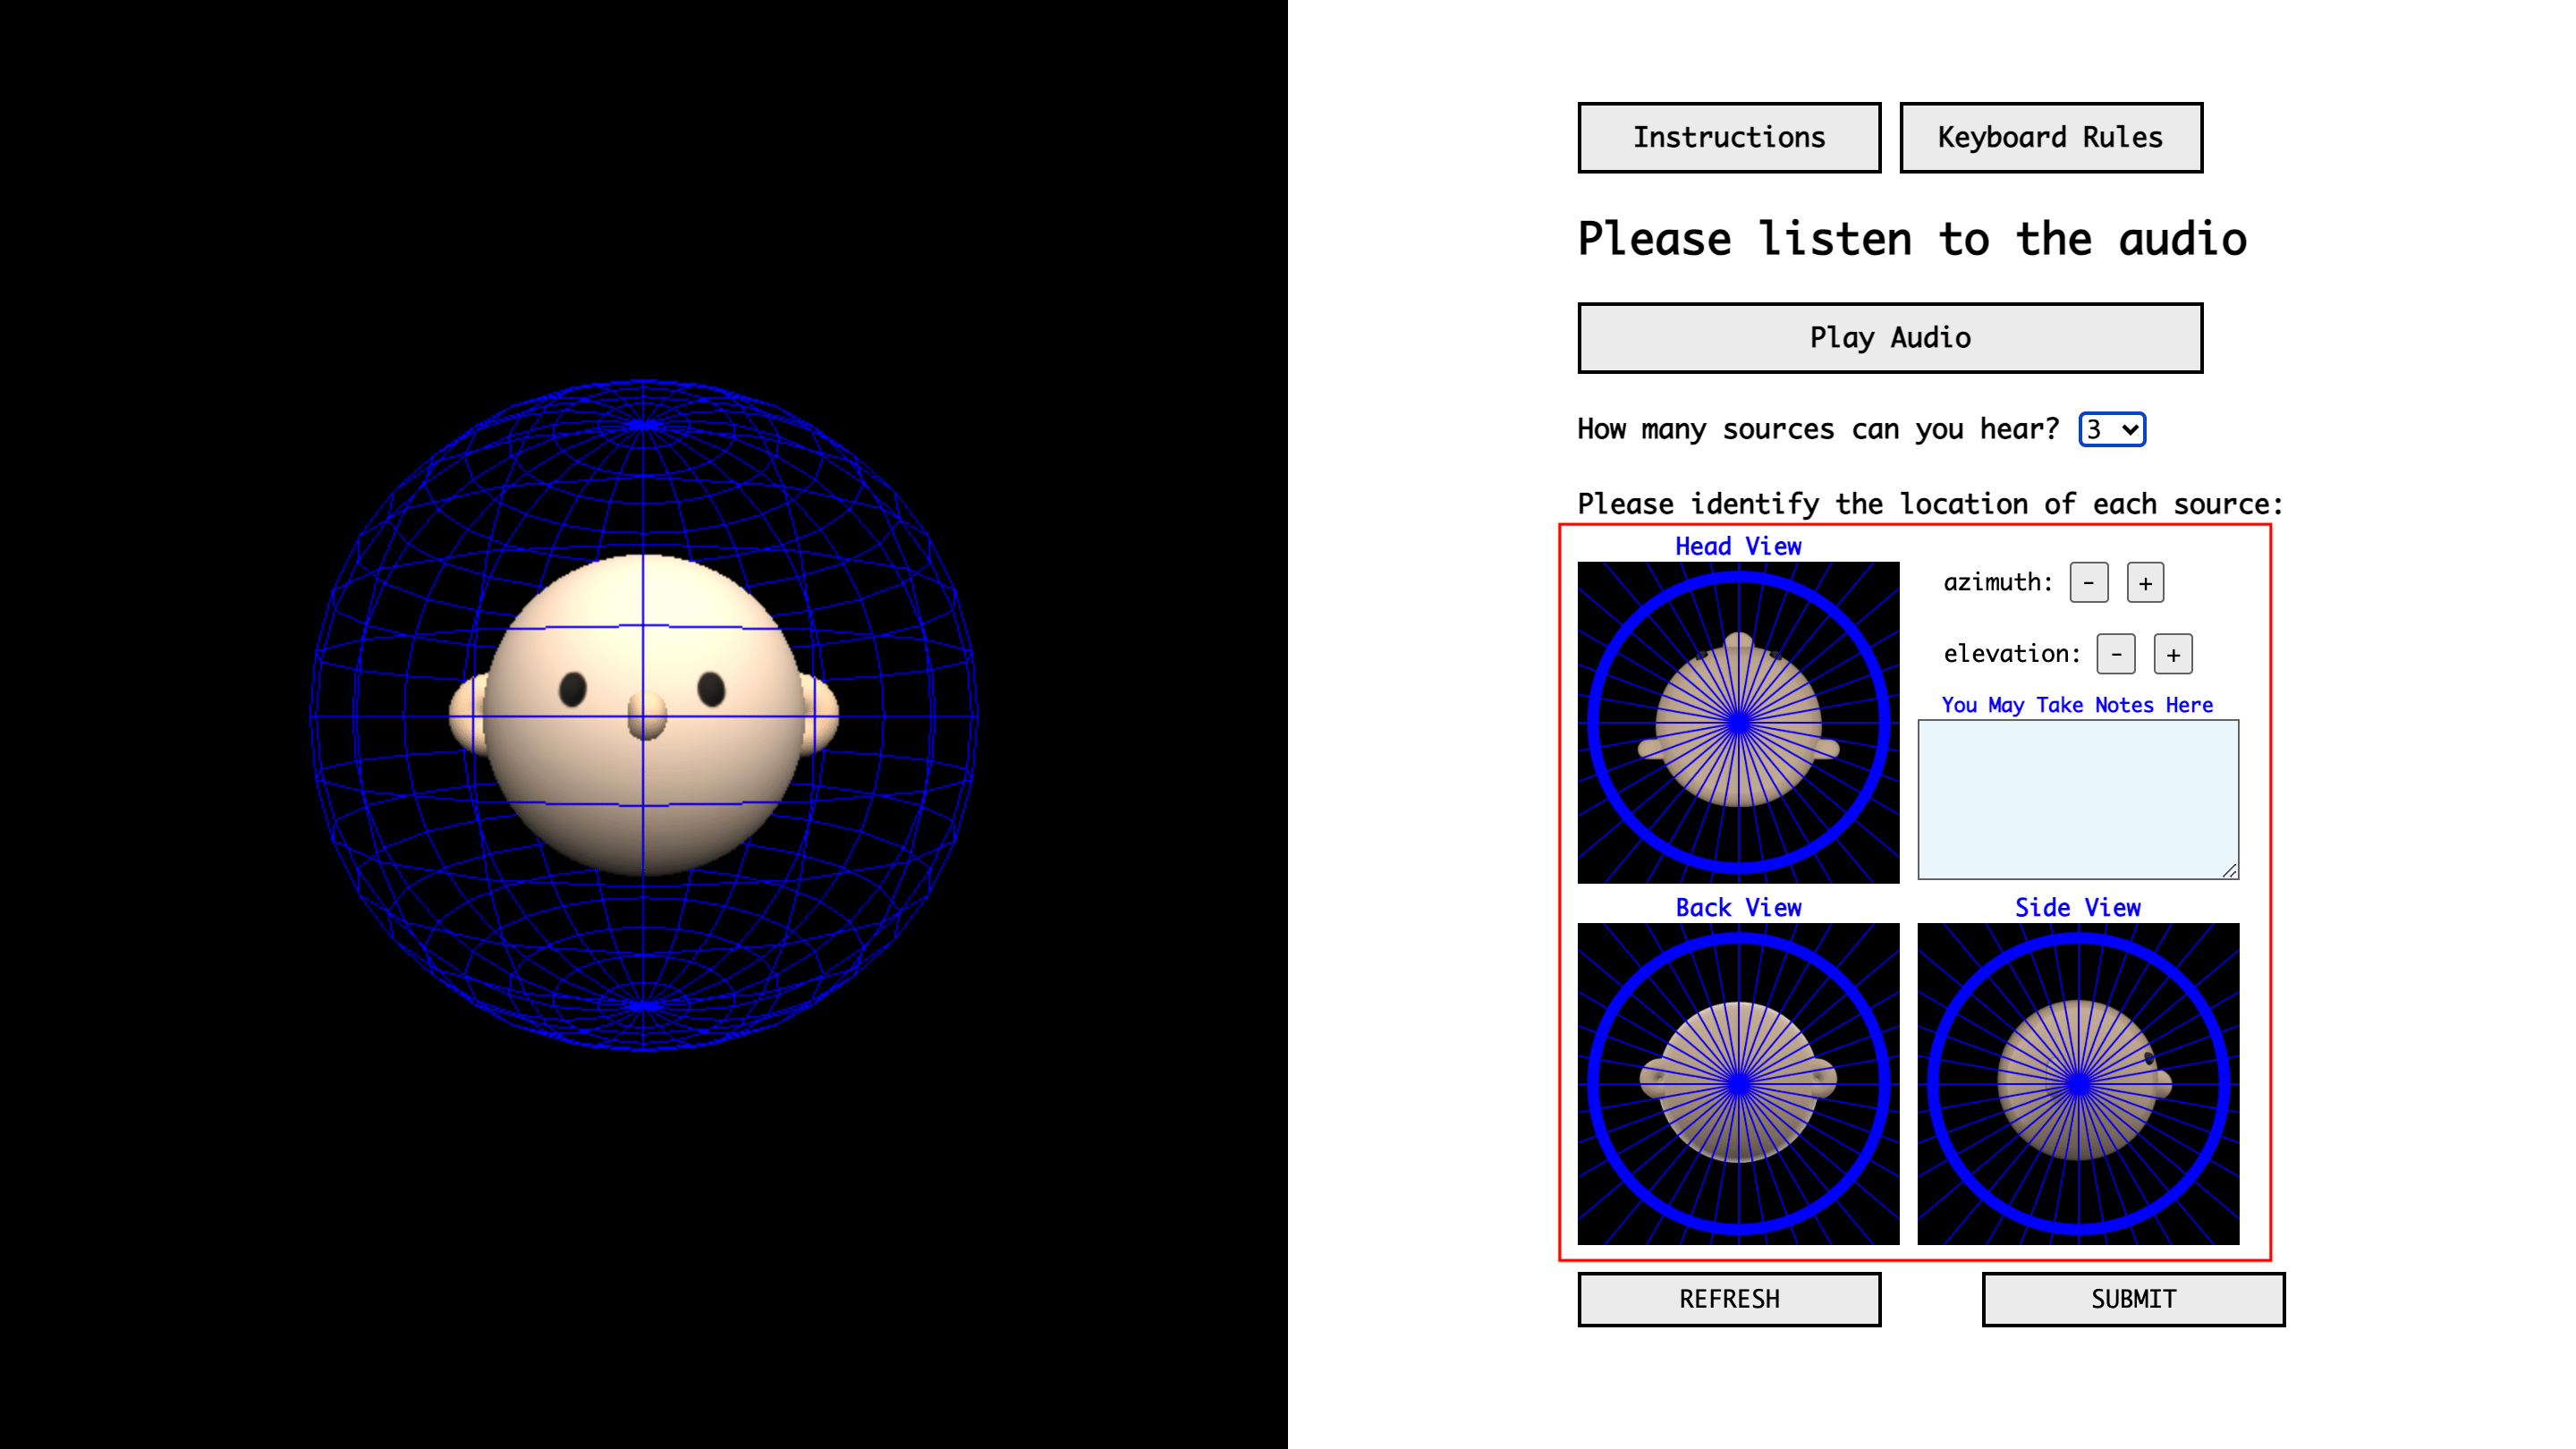 Instructions
Keyboard Rules
Please listen to the audio
Play Audio
How many sources can you hear? 3
Please identify the location of each source:
Head View
azimuth: - +
elevation: - +
You May Take Notes Here
Back View
Side View
REFRESH
SUBMIT